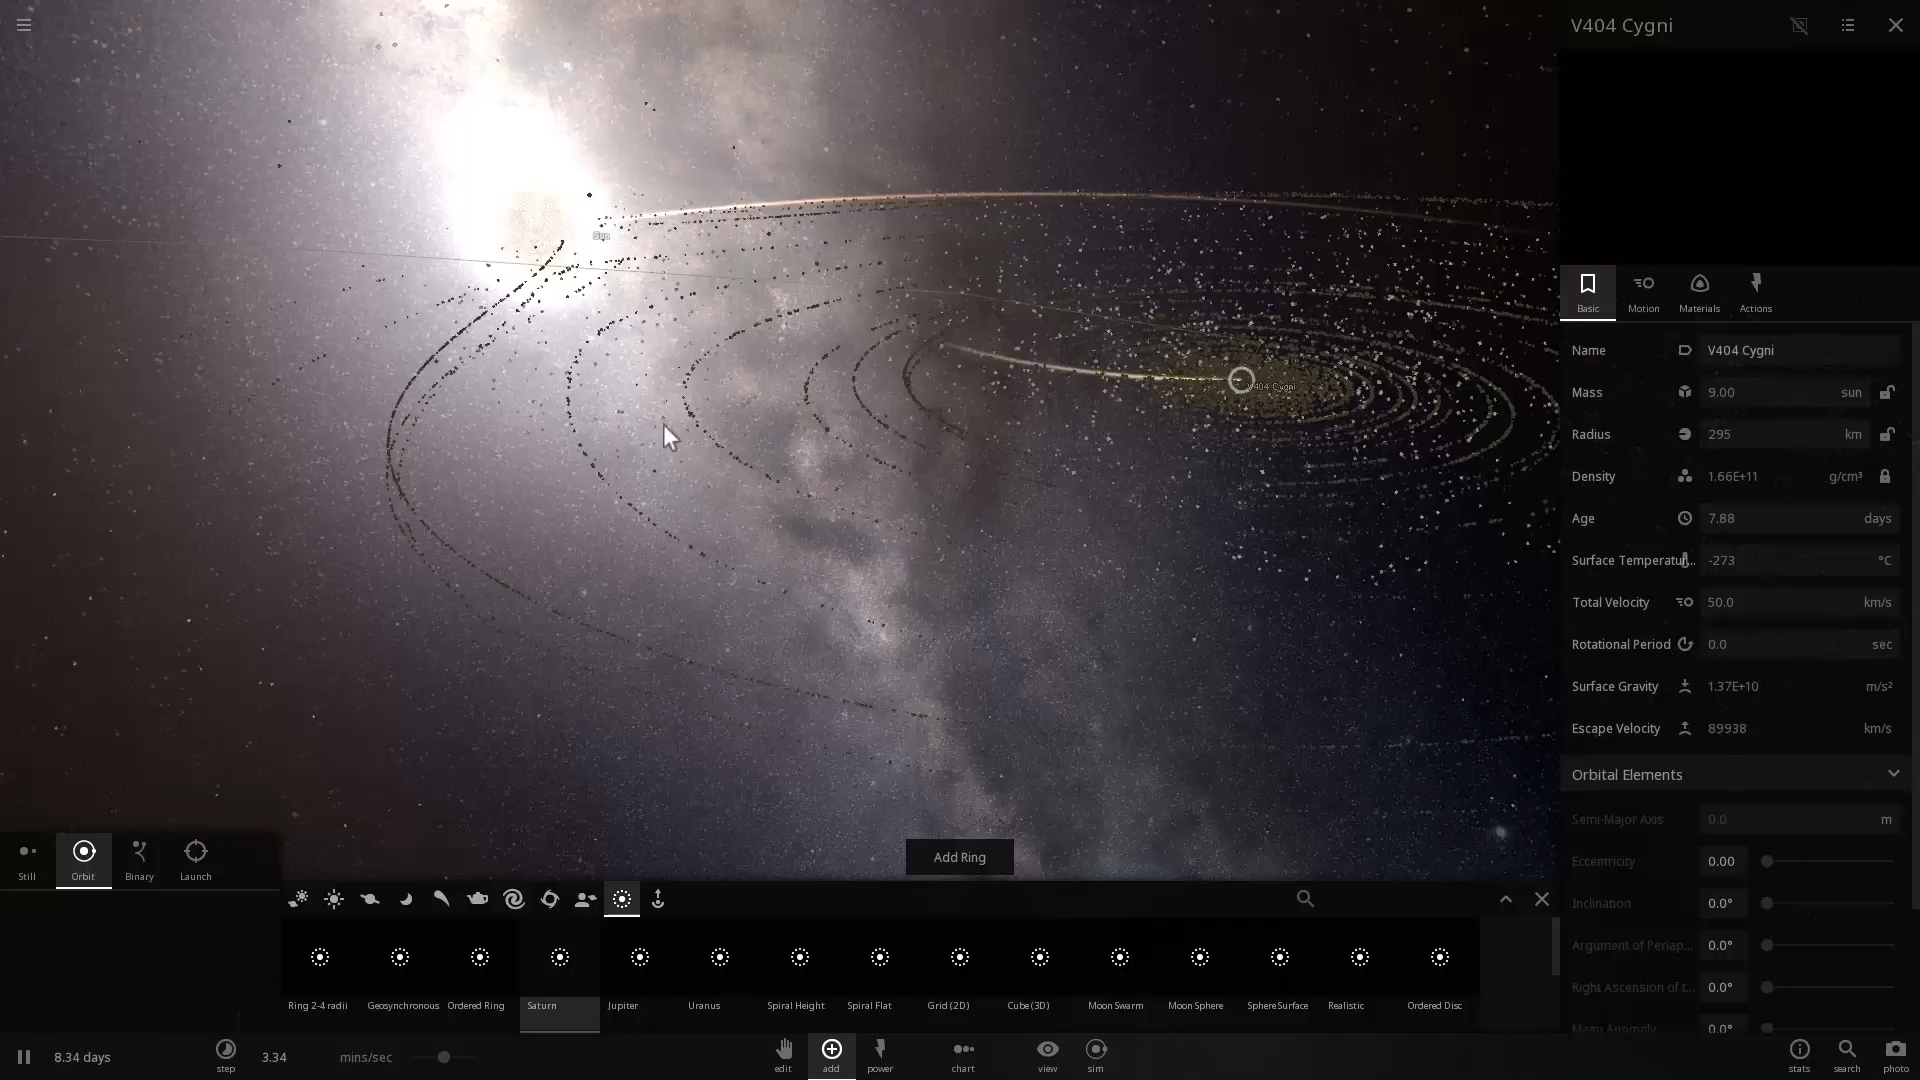 V404 Cygni
Sun
V404 Cygni
Basic
Motion
Materials
Actions
Name V404 Cygni
Mass 9.00 sun
Radius 295 km
Density 1.66E+11 g/cm³
Age 7.88 days
Surface Temperatur... -273 °C
Total Velocity 50.0 km/s
Rotational Period 0.0 sec
Surface Gravity 1.37E+10 m/s²
Escape Velocity 89938 km/s
Orbital Elements
Semi-Major Axis 0.0 m
Eccentricity 0.00
Inclination 0.0°
Argument of Periap... 0.0°
Right Ascension of t... 0.0°
Mean Anomaly 0.0°
Still
Orbit
Binary
Launch
Add Ring
Ring 2-4 radii
Geosynchronous
Ordered Ring
Saturn
Jupiter
Uranus
Spiral Height
Spiral Flat
Grid (2D)
Cube (3D)
Moon Swarm
Moon Sphere
Sphere Surface
Realistic
Ordered Disc
8.34 days
step
3.34 mins/sec
edit
add
power
chart
view
sim
stats
search
photo